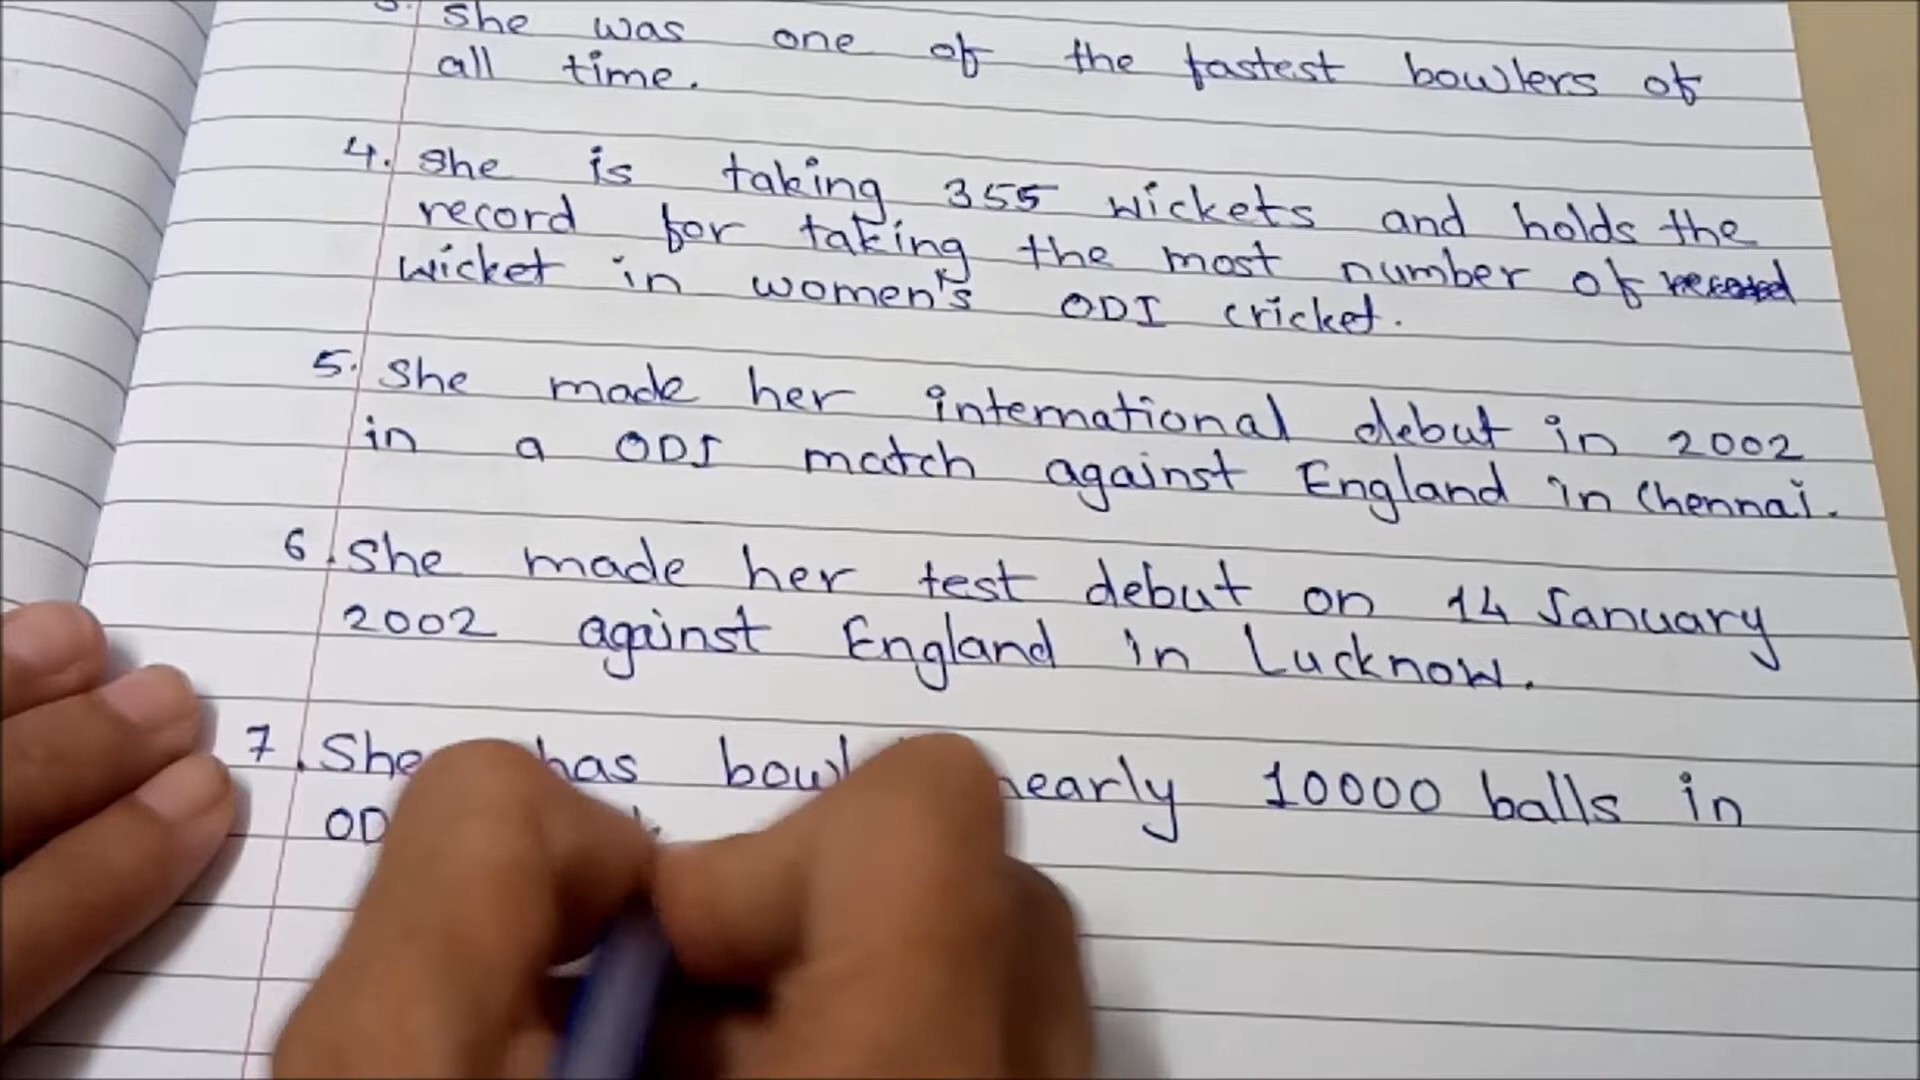 3. She was one of the fastest bowlers of
all time.
4. She is taking 355 wickets and holds the
record for taking the most number of
wicket in women's ODI cricket.
5. She made her international debut in 2002
in a ODI match against England in Chennai.
6. She made her test debut on 14 January
2002 against England in Lucknow.
7. She has nearly 10000 balls in